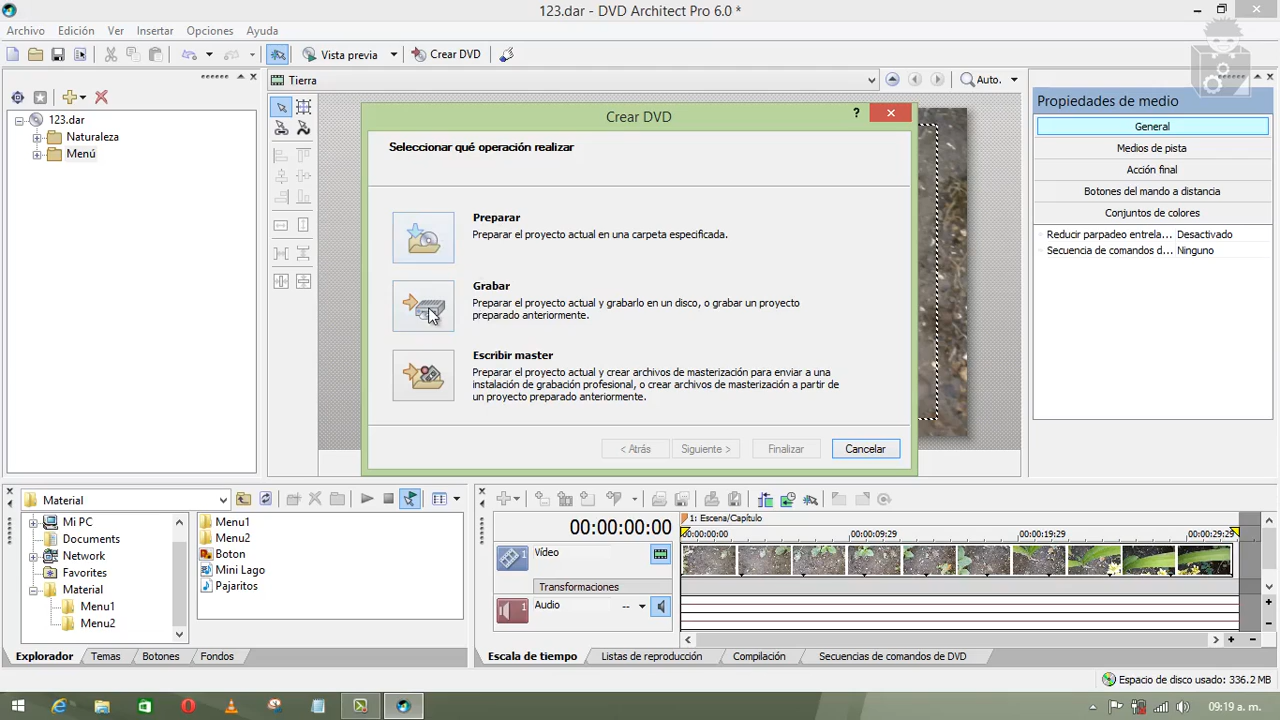 123.dar - DVD Architect Pro 6.0 *
Archivo Edición Ver Insertar Opciones Ayuda
Vista previa Crear DVD
Tierra
Auto.
123.dar
Naturaleza
Menú
Crear DVD
?
Seleccionar qué operación realizar
Preparar
Preparar el proyecto actual en una carpeta especificada.
Grabar
Preparar el proyecto actual y grabarlo en un disco, o grabar un proyecto
preparado anteriormente.
Escribir master
Preparar el proyecto actual y crear archivos de masterización para enviar a una
instalación de grabación profesional, o crear archivos de masterización a partir de
un proyecto preparado anteriormente.
< Atrás Siguiente > Finalizar Cancelar
Propiedades de medio
General
Medios de pista
Acción final
Botones del mando a distancia
Conjuntos de colores
Reducir parpadeo entrela... Desactivado
Secuencia de comandos d... Ninguno
Material
Mi PC
Documents
Network
Favorites
Material
Menu1
Menu2
Menu1
Menu2
Boton
Mini Lago
Pajaritos
Explorador Temas Botones Fondos
00:00:00:00
1: Escena/Capítulo
00:00:00:00 00:00:09:29 00:00:19:29 00:00:29:29
1 Vídeo
Transformaciones
1 Audio --
Escala de tiempo Listas de reproducción Compilación Secuencias de comandos de DVD
Espacio de disco usado: 336.2 MB
09:19 a. m.